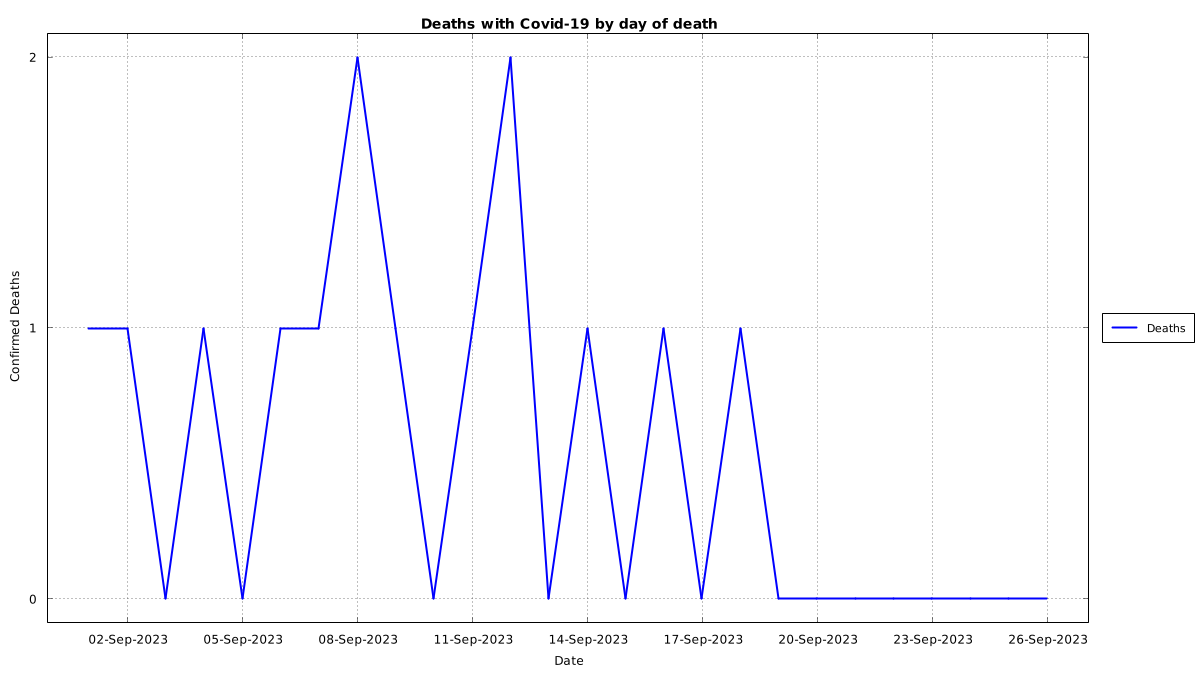 Deaths with Covid-19 by day of death
2
1
0
Confirmed Deaths
Deaths
02-Sep-2023 05-Sep-2023 08-Sep-2023 11-Sep-2023 14-Sep-2023 17-Sep-2023 20-Sep-2023 23-Sep-2023 26-Sep-2023
Date